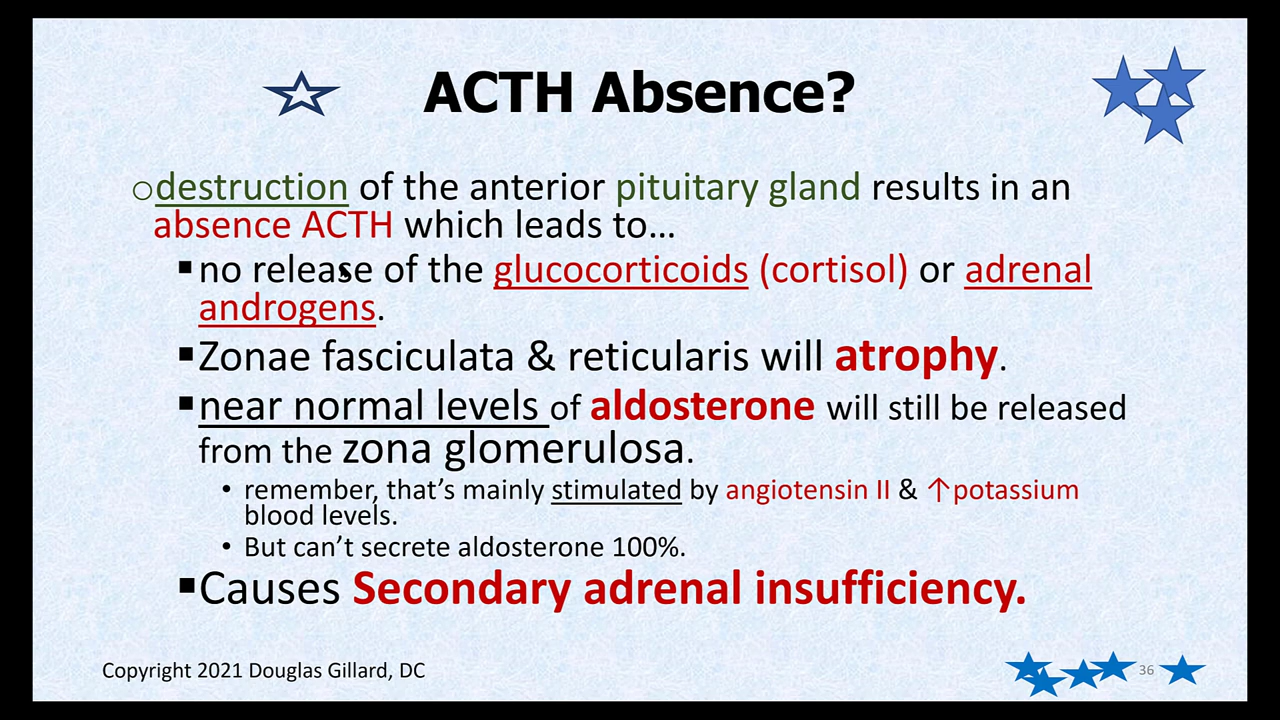 ACTH Absence?
o destruction of the anterior pituitary gland results in an
absence ACTH which leads to…
▪ no release of the glucocorticoids (cortisol) or adrenal
androgens.
▪ Zonae fasciculata & reticularis will atrophy.
▪ near normal levels of aldosterone will still be released
from the zona glomerulosa.
• remember, that's mainly stimulated by angiotensin II & ↑potassium
blood levels.
• But can't secrete aldosterone 100%.
▪ Causes Secondary adrenal insufficiency.
Copyright 2021 Douglas Gillard, DC
36